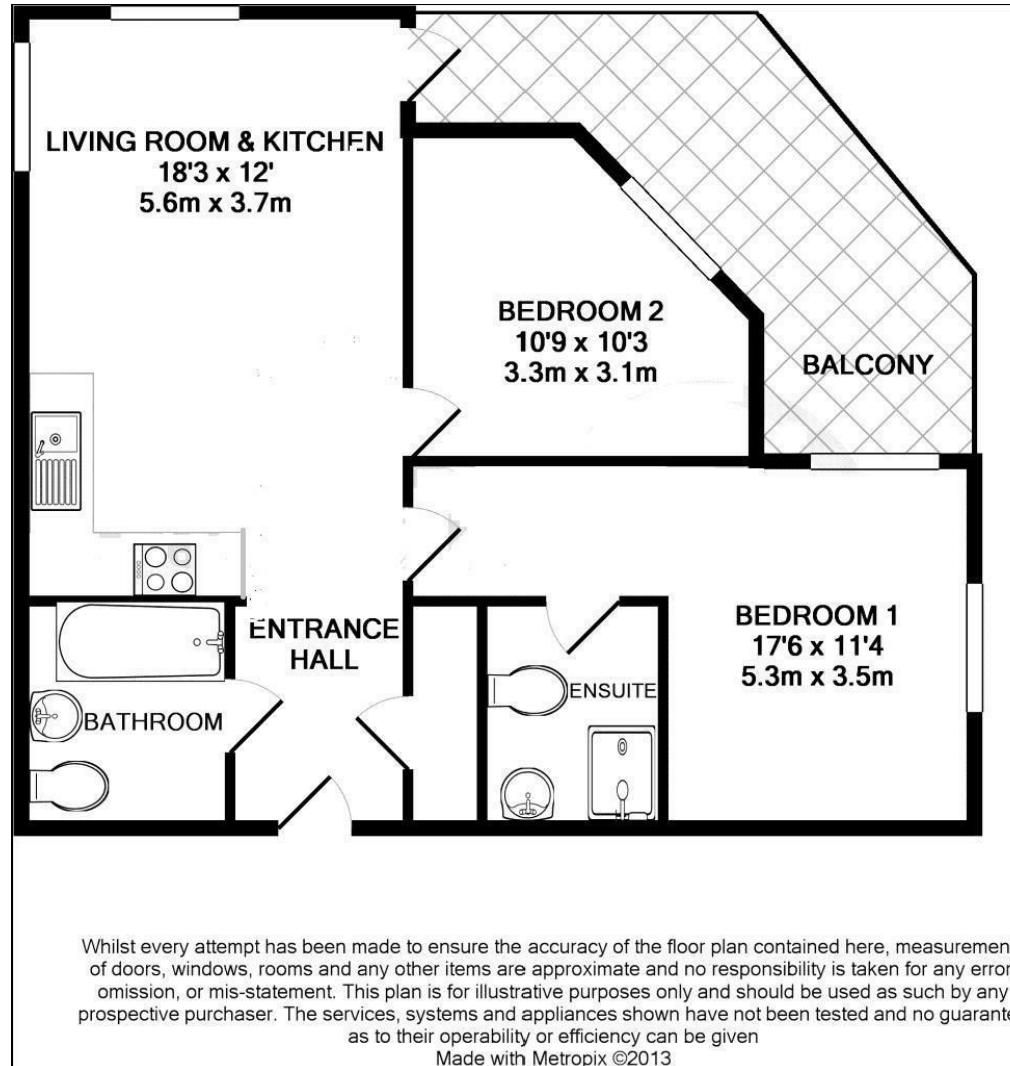 LIVING ROOM & KITCHEN
18'3 x 12'
5.6m x 3.7m
BEDROOM 2
10'9 x 10'3
3.3m x 3.1m
BALCONY
BEDROOM 1
17'6 x 11'4
5.3m x 3.5m
ENTRANCE
HALL
ENSUITE
BATHROOM
Whilst every attempt has been made to ensure the accuracy of the floor plan contained here, measuremen
of doors, windows, rooms and any other items are approximate and no responsibility is taken for any error
omission, or mis-statement. This plan is for illustrative purposes only and should be used as such by any
prospective purchaser. The services, systems and appliances shown have not been tested and no guarante
as to their operability or efficiency can be given
Made with Metropix ©2013